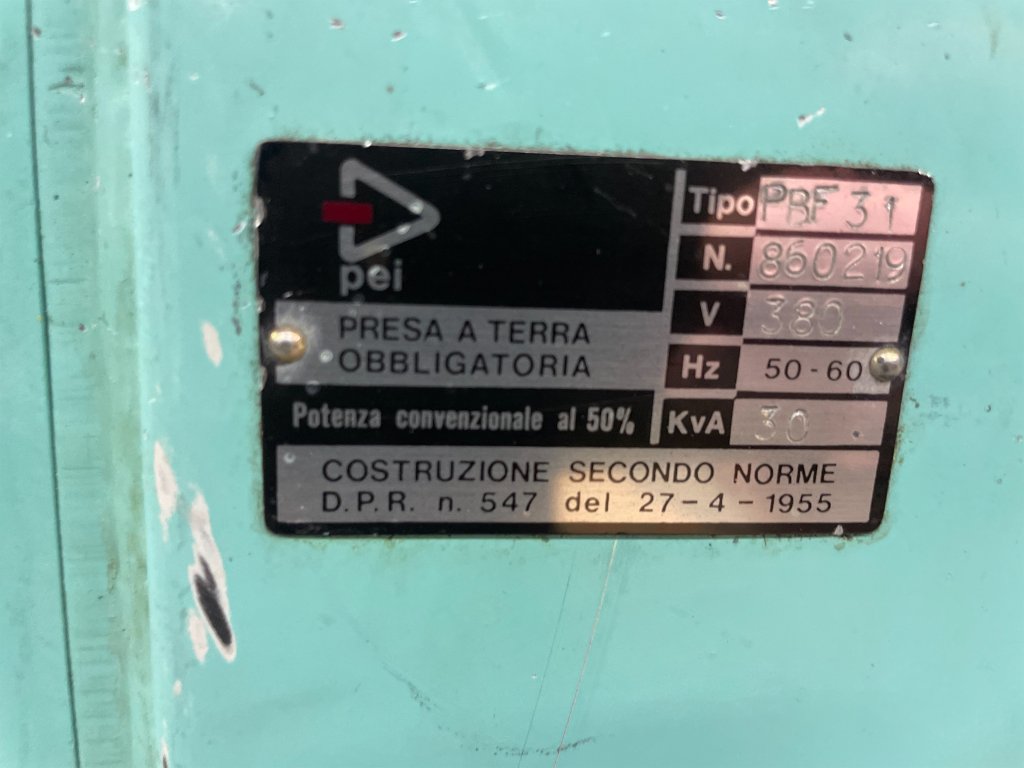 pei
PRESA A TERRA
OBBLIGATORIA
Potenza convenzionale al 50%
Tipo PBF 31
N. 860219
V 380
Hz 50-60
KvA 30
COSTRUZIONE SECONDO NORME
D.P.R. n. 547 del 27-4-1955